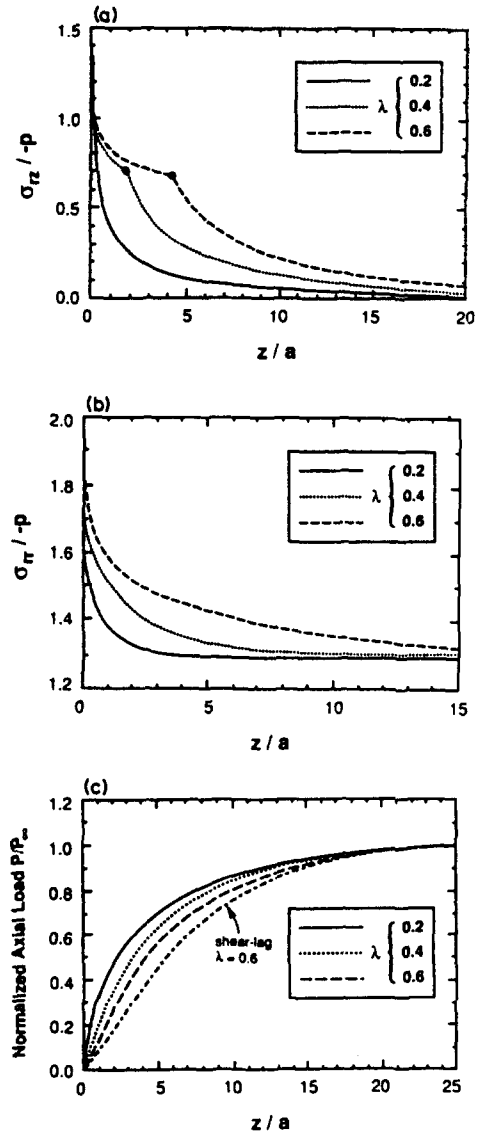 (a)
1.5
1.0
0.5
0.0
σrz / -p
λ { 0.2
0.4
0.6
0 5 10 15 20
z / a
(b)
2.0
1.8
1.6
1.4
1.2
σrr / -p
λ { 0.2
0.4
0.6
0 5 10 15
z / a
(c)
1.2
1.0
0.8
0.6
0.4
0.2
0.0
Normalized Axial Load P/P∞
shear-lag
λ = 0.6
λ { 0.2
0.4
0.6
0 5 10 15 20 25
z / a